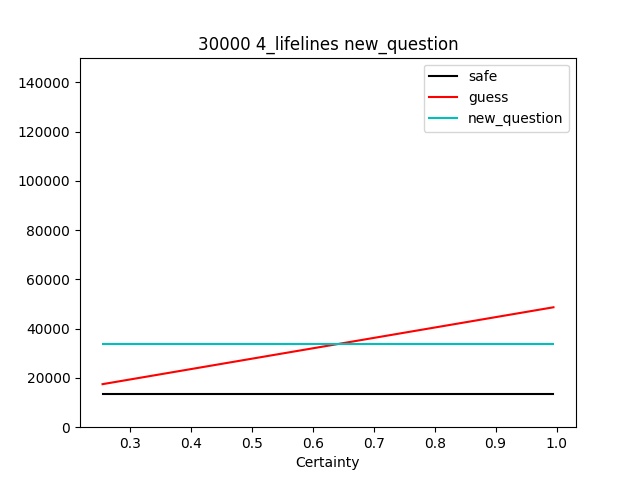 30000 4_lifelines new_question
safe
guess
new_question
140000
120000
100000
80000
60000
40000
20000
0
0.3 0.4 0.5 0.6 0.7 0.8 0.9 1.0
Certainty